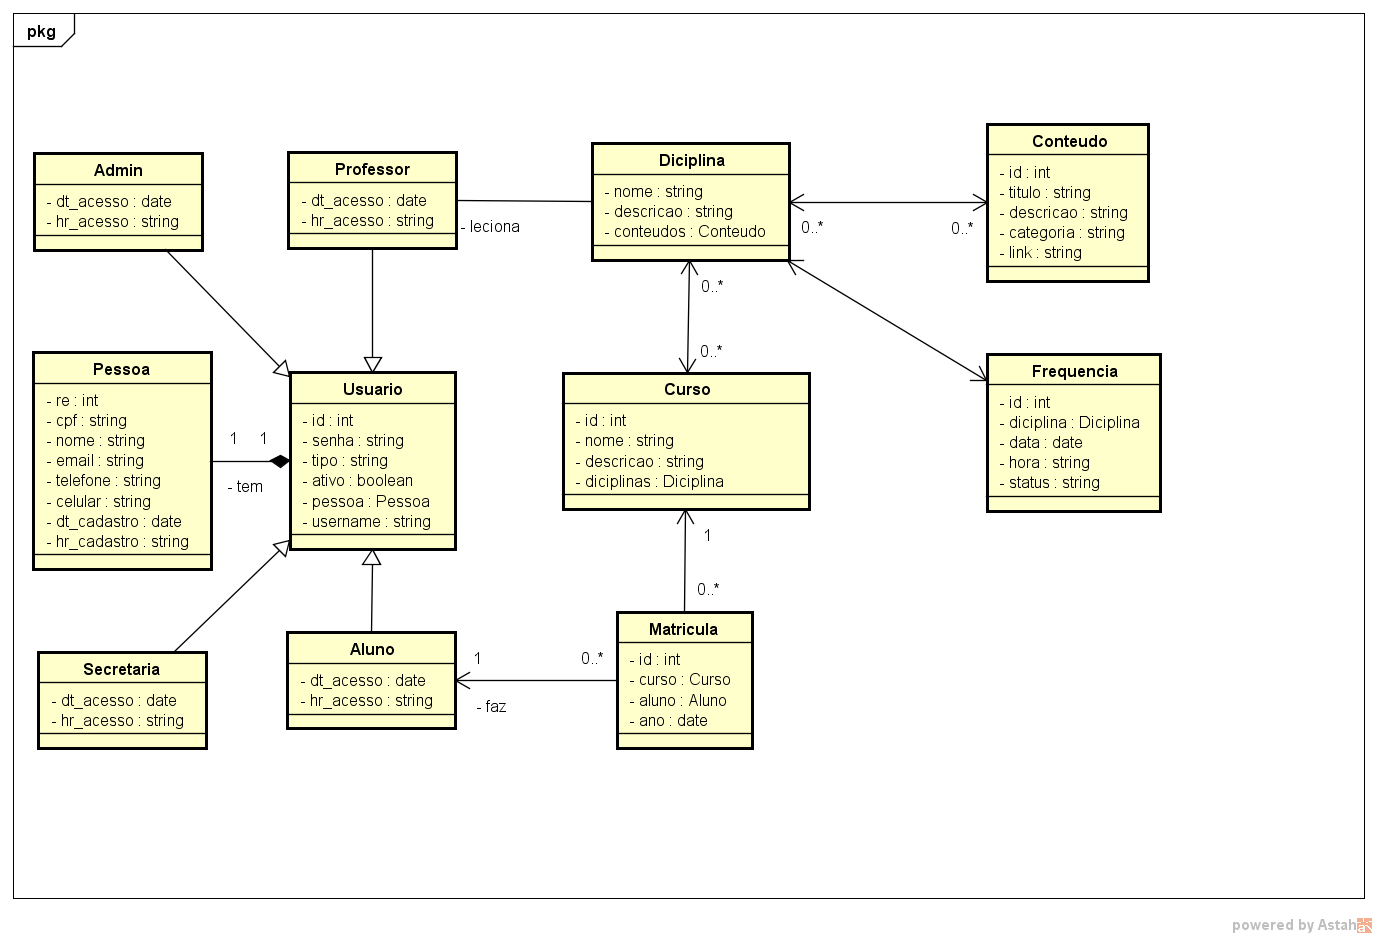 pkg
Admin
- dt_acesso : date
- hr_acesso : string
Professor
- dt_acesso : date
- hr_acesso : string
- leciona
Diciplina
- nome : string
- descricao : string
- conteudos : Conteudo
0..*
0..*
Conteudo
- id : int
- titulo : string
- descricao : string
- categoria : string
- link : string
0..*
0..*
Pessoa
- re : int
- cpf : string
- nome : string
- email : string
- telefone : string
- celular : string
- dt_cadastro : date
- hr_cadastro : string
1
1
- tem
Usuario
- id : int
- senha : string
- tipo : string
- ativo : boolean
- pessoa : Pessoa
- username : string
Curso
- id : int
- nome : string
- descricao : string
- diciplinas : Diciplina
Frequencia
- id : int
- diciplina : Diciplina
- data : date
- hora : string
- status : string
1
0..*
Secretaria
- dt_acesso : date
- hr_acesso : string
Aluno
- dt_acesso : date
- hr_acesso : string
1
0..*
- faz
Matricula
- id : int
- curso : Curso
- aluno : Aluno
- ano : date
powered by Astah